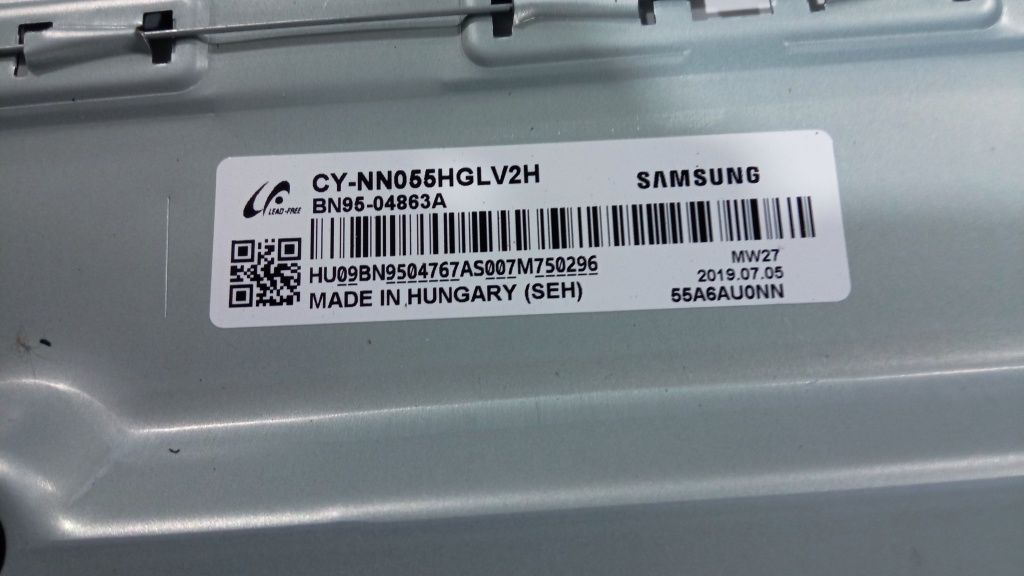 CY-NN055HGLV2H
SAMSUNG
LEAD-FREE
BN95-04863A
HU09BN9504767AS007M750296
MW27
2019.07.05
MADE IN HUNGARY (SEH)
55A6AU0NN